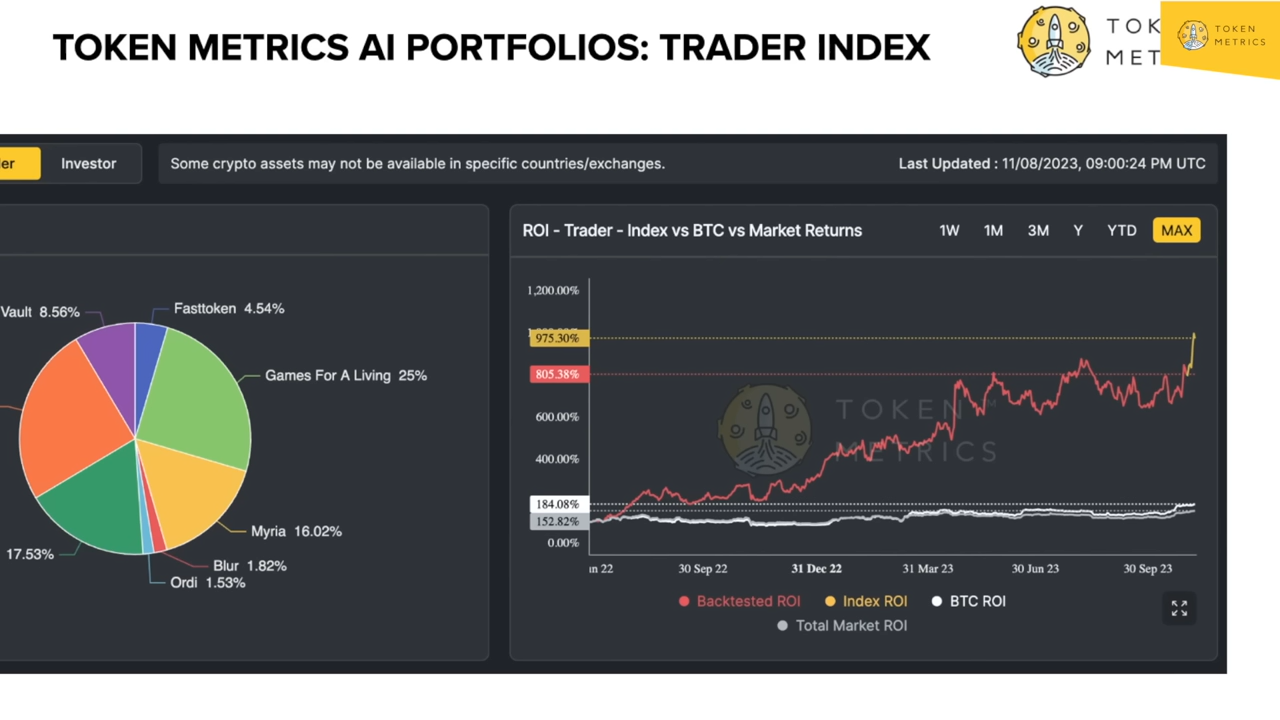 TOKEN METRICS AI PORTFOLIOS: TRADER INDEX
TOK
MET
TOKEN
METRICS
er
Investor
Some crypto assets may not be available in specific countries/exchanges.
Last Updated : 11/08/2023, 09:00:24 PM UTC
Vault 8.56%
Fasttoken 4.54%
Games For A Living 25%
Myria 16.02%
Blur 1.82%
Ordi 1.53%
17.53%
ROI - Trader - Index vs BTC vs Market Returns
1W 1M 3M Y YTD MAX
1,200.00%
975.30%
805.38%
600.00%
400.00%
184.08%
152.82%
0.00%
TOKEN
METRICS
n 22 30 Sep 22 31 Dec 22 31 Mar 23 30 Jun 23 30 Sep 23
Backtested ROI Index ROI BTC ROI
Total Market ROI